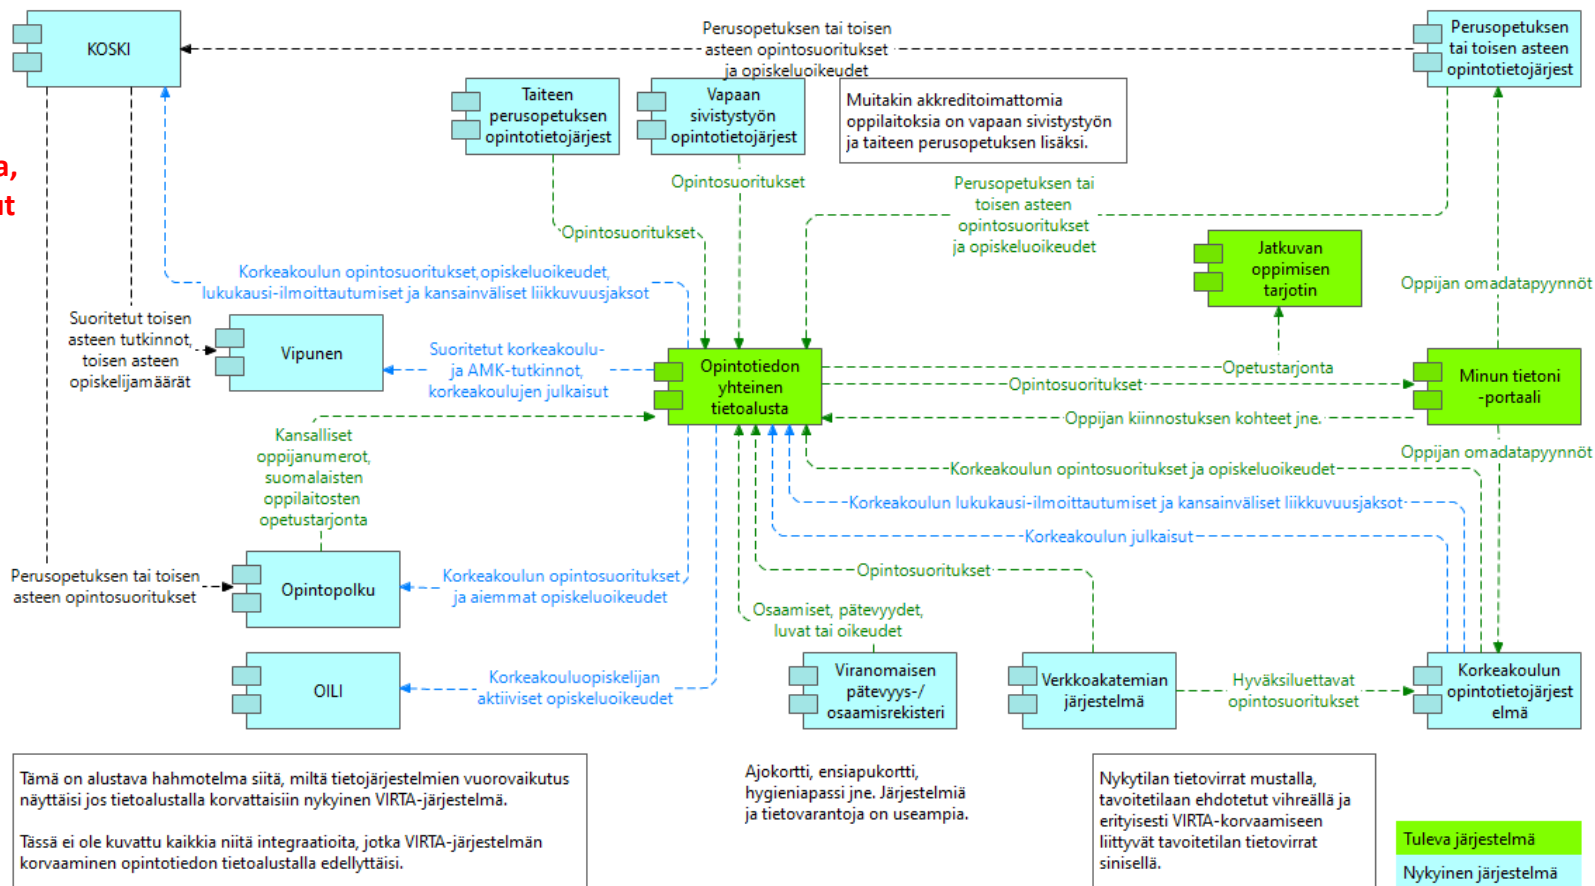 KOSKI
Perusopetuksen tai toisen
asteen opintosuoritukset
ja opiskeluoikeudet
Perusopetuksen
tai toisen asteen
opintotietojärjest
Taiteen
perusopetuksen
opintotietojärjest
Vapaan
sivistystyön
opintotietojärjest
Muitakin akkreditoimattomia
oppilaitoksia on vapaan sivistystyön
ja taiteen perusopetuksen lisäksi.
a,
ut
Opintosuoritukset
Perusopetuksen tai
toisen asteen
opintosuoritukset
ja opiskeluoikeudet
Opintosuoritukset
Jatkuvan
oppimisen
tarjotin
Korkeakoulun opintosuoritukset,opiskeluoikeudet,
lukukausi-ilmoittautumiset ja kansainväliset liikkuvuusjaksot
Oppijan omadatapyynnöt
Suoritetut toisen
asteen tutkinnot,
toisen asteen
opiskelijamäärät
Vipunen
Suoritetut korkeakoulu-
ja AMK-tutkinnot,
korkeakoulujen julkaisut
Opintotiedon
yhteinen
tietoalusta
Opetustarjonta
Opintosuoritukset
Minun tietoni
-portaali
Oppijan kiinnostuksen kohteet jne.
Kansalliset
oppijanumerot,
suomalaisten
oppilaitosten
opetustarjonta
Oppijan omadatapyynnöt
Korkeakoulun opintosuoritukset ja opiskeluoikeudet
Korkeakoulun lukukausi-ilmoittautumiset ja kansainväliset liikkuvuusjaksot
Korkeakoulun julkaisut
Perusopetuksen tai toisen
asteen opintosuoritukset
Opintopolku
Korkeakoulun opintosuoritukset
ja aiemmat opiskeluoikeudet
Opintosuoritukset
Osaamiset, pätevyydet,
luvat tai oikeudet
OILI
Korkeakouluopiskelijan
aktiiviset opiskeluoikeudet
Viranomaisen
pätevyys-/
osaamisrekisteri
Verkkoakatemian
järjestelmä
Hyväksiluettavat
opintosuoritukset
Korkeakoulun
opintotietojärjest
elmä
Tämä on alustava hahmotelma siitä, miltä tietojärjestelmien vuorovaikutus
näyttäisi jos tietoalustalla korvattaisiin nykyinen VIRTA-järjestelmä.
Tässä ei ole kuvattu kaikkia niitä integraatioita, jotka VIRTA-järjestelmän
korvaaminen opintotiedon tietoalustalla edellyttäisi.
Ajokortti, ensiapukortti,
hygieniapassi jne. Järjestelmiä
ja tietovarantoja on useampia.
Nykytilan tietovirrat mustalla,
tavoitetilaan ehdotetut vihreällä ja
erityisesti VIRTA-korvaamiseen
liittyvät tavoitetilan tietovirrat
sinisellä.
Tuleva järjestelmä
Nykyinen järjestelmä